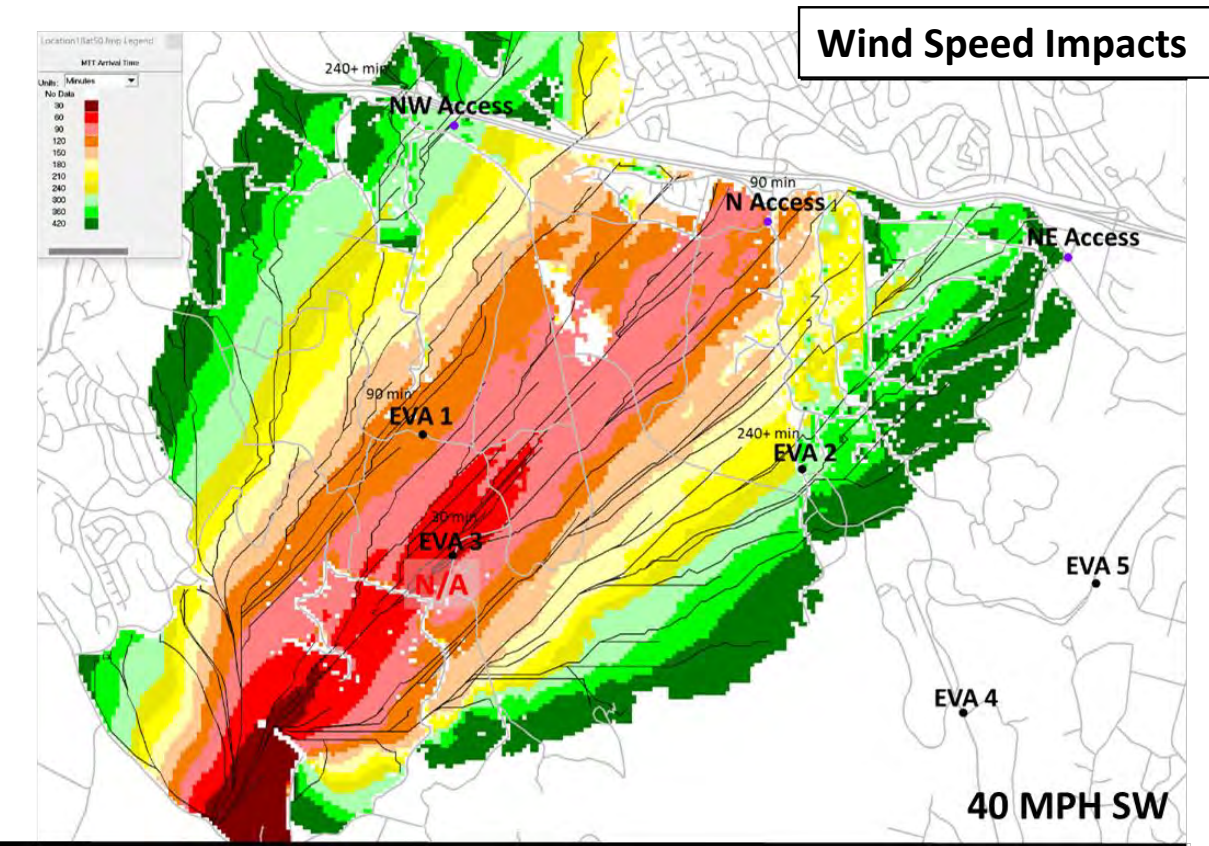 Wind Speed Impacts
MTT Arrival Time
Units: Minutes
No Data
30
60
90
120
150
180
210
240
300
360
420
240+ min
NW Access
90 min
N Access
NE Access
90 min
EVA 1
240+ min
EVA 2
30 min
EVA 3
N/A
EVA 5
EVA 4
40 MPH SW